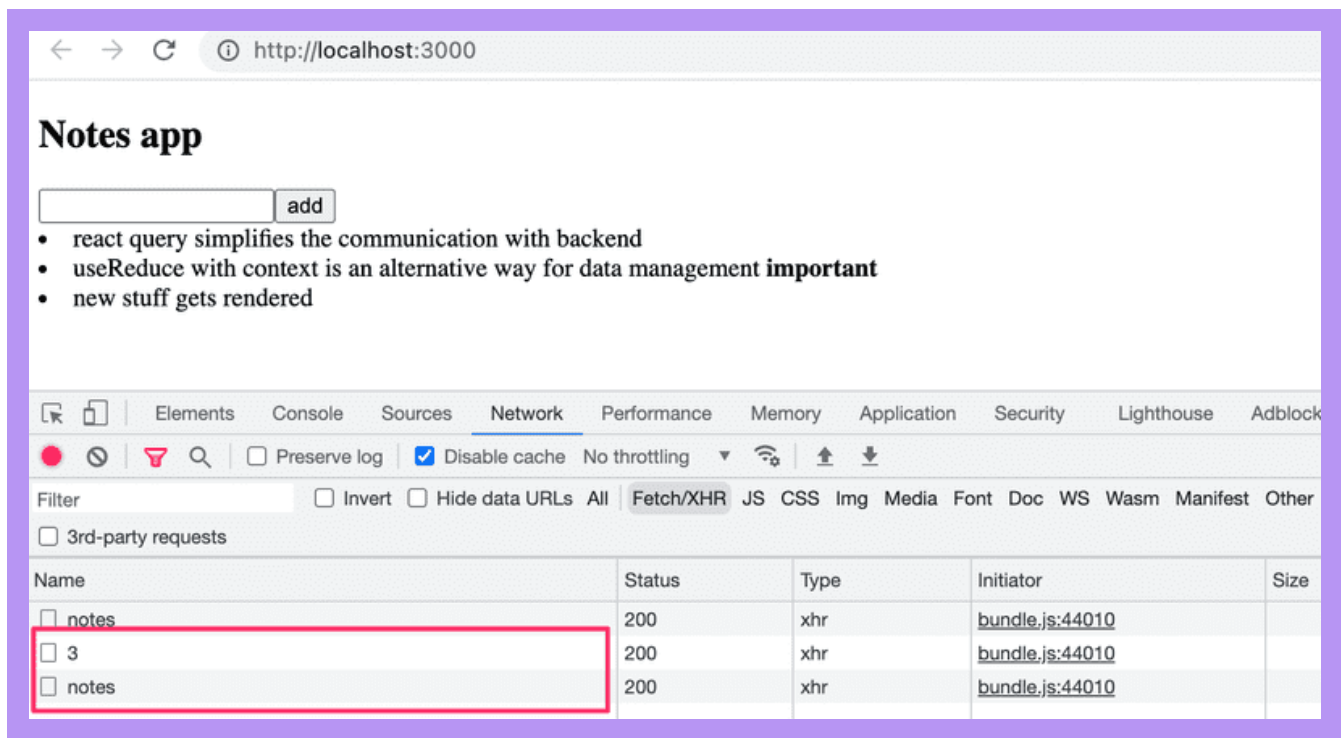 http://localhost:3000
Notes app
add
react query simplifies the communication with backend
useReduce with context is an alternative way for data management important
new stuff gets rendered
Elements Console Sources Network Performance Memory Application Security Lighthouse Adblock
Preserve log Disable cache No throttling
Filter Invert Hide data URLs All Fetch/XHR JS CSS Img Media Font Doc WS Wasm Manifest Other
3rd-party requests
Name Status Type Initiator Size
notes 200 xhr bundle.js:44010
3 200 xhr bundle.js:44010
notes 200 xhr bundle.js:44010